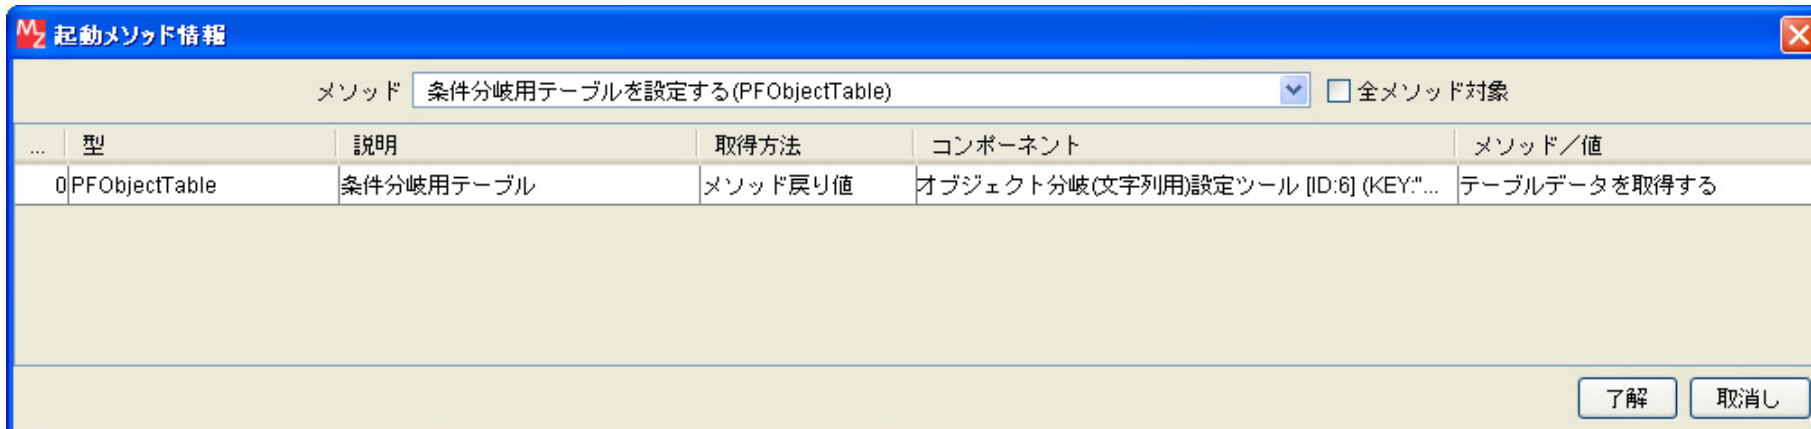 MZ 起動メソッド情報
メソッド 条件分岐用テーブルを設定する(PFObjectTable) 全メソッド対象
... 型 説明 取得方法 コンポーネント メソッド／値
0 PFObjectTable 条件分岐用テーブル メソッド戻り値 オブジェクト分岐(文字列用)設定ツール [ID:6] (KEY:"... テーブルデータを取得する
了解 取消し